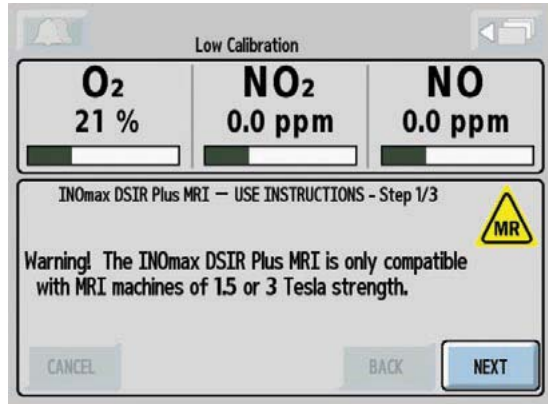 Low Calibration
O2 NO2 NO
21 % 0.0 ppm 0.0 ppm
INOmax DSIR Plus MRI — USE INSTRUCTIONS - Step 1/3
MR
Warning! The INOmax DSIR Plus MRI is only compatible
with MRI machines of 1.5 or 3 Tesla strength.
CANCEL BACK NEXT